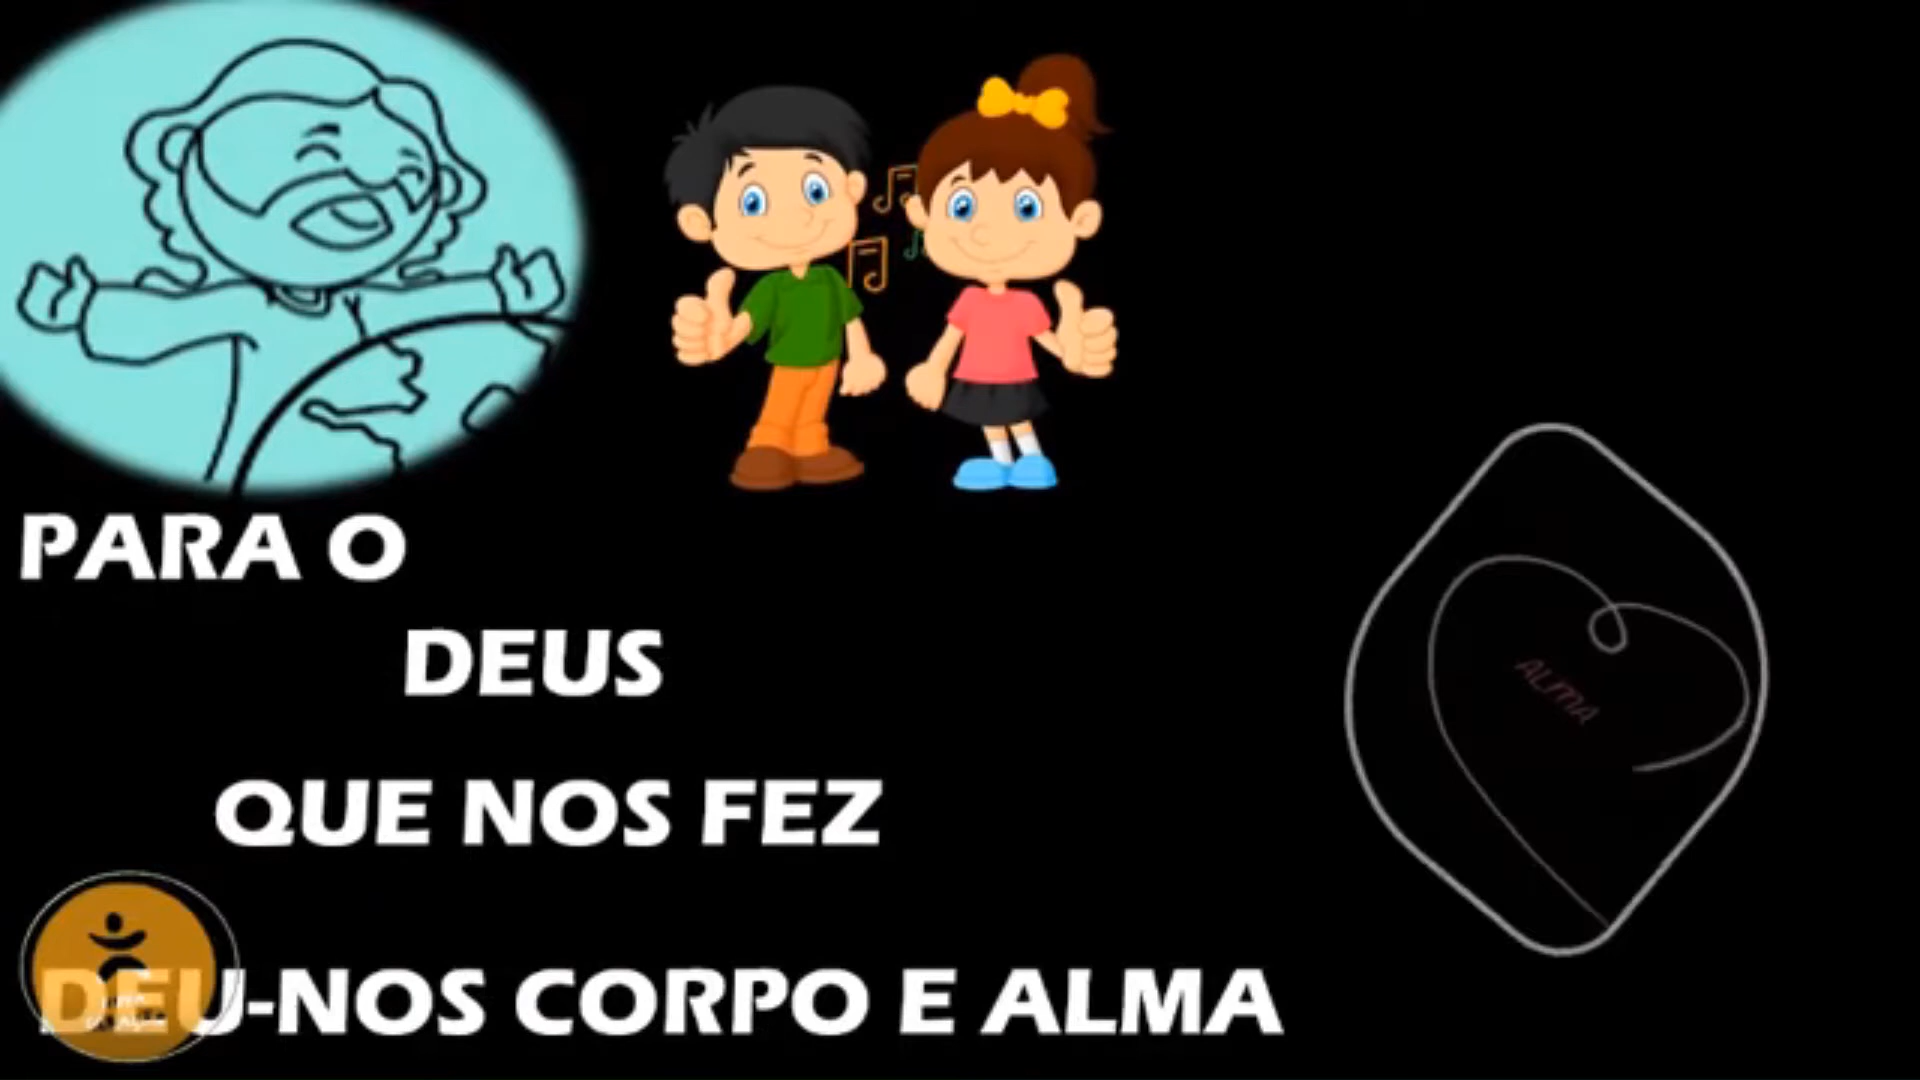 PARA O
DEUS
QUE NOS FEZ
ALMA
DEU-NOS CORPO E ALMA